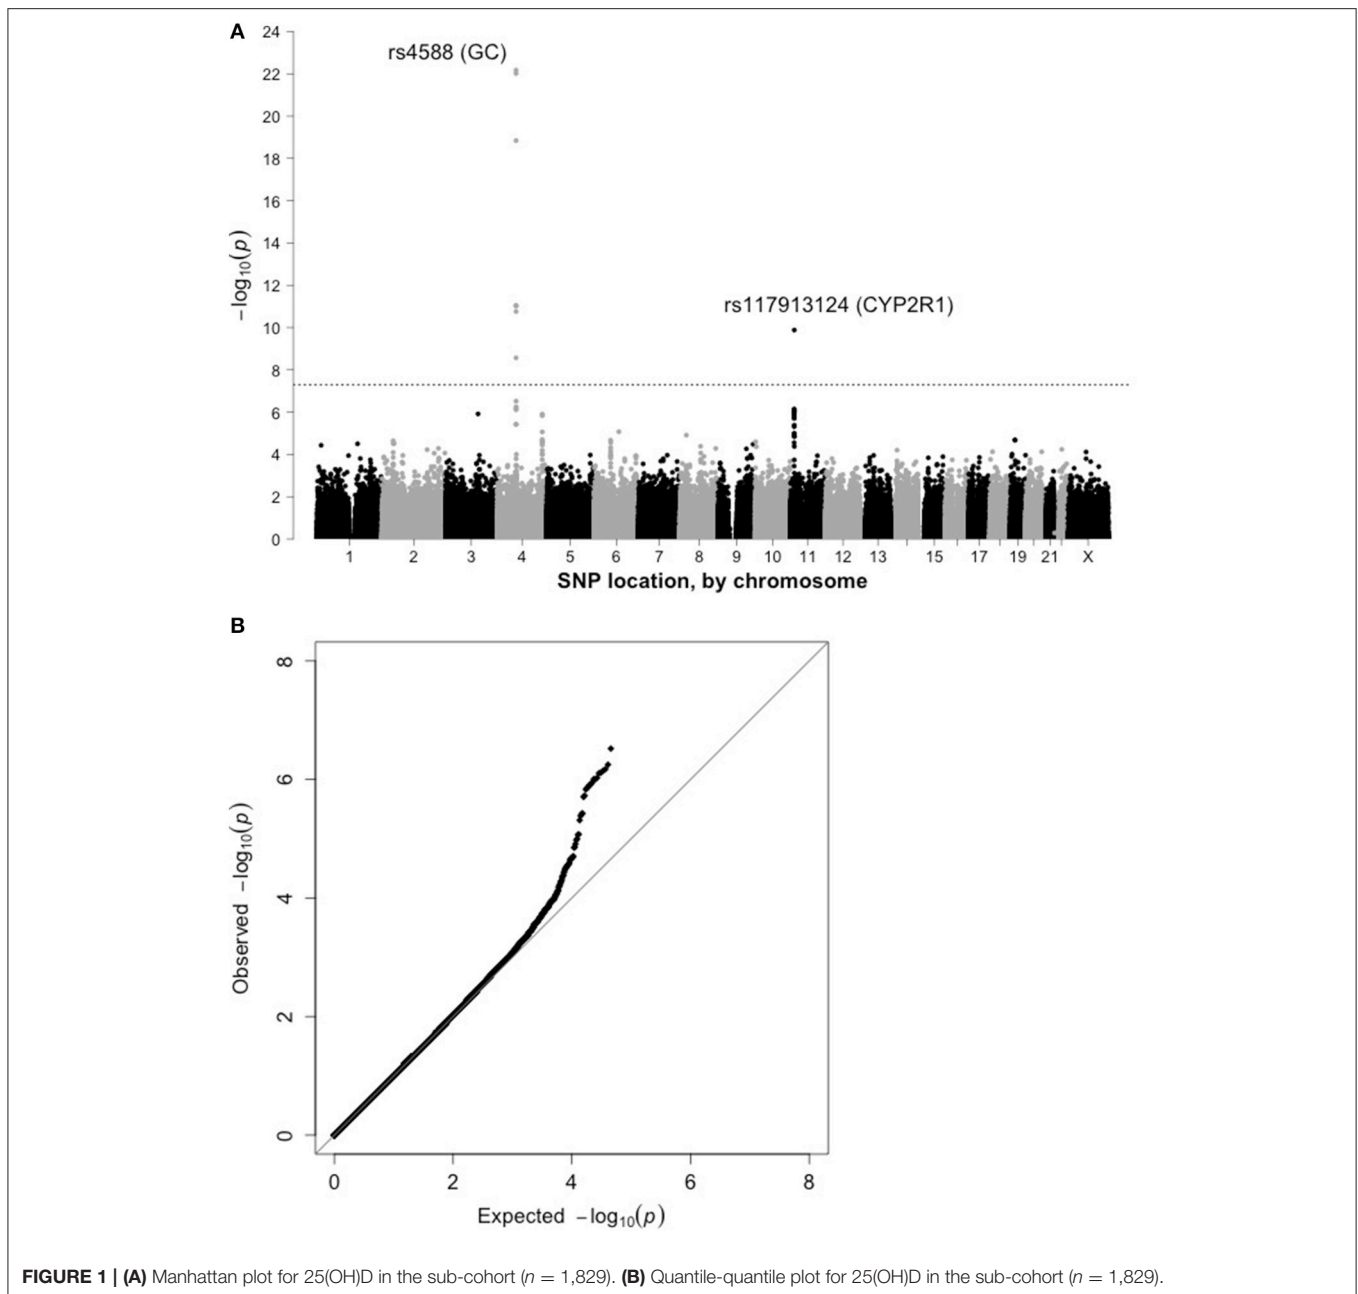 A
24
22
20
18
16
14
12
10
8
6
4
2
0
−log10(p)
rs4588 (GC)
rs117913124 (CYP2R1)
1 2 3 4 5 6 7 8 9 10 11 12 13 15 17 19 21 X
SNP location, by chromosome
B
8
6
4
2
0
Observed −log10(p)
0 2 4 6 8
Expected −log10(p)
FIGURE 1 | (A) Manhattan plot for 25(OH)D in the sub-cohort (n = 1,829). (B) Quantile-quantile plot for 25(OH)D in the sub-cohort (n = 1,829).